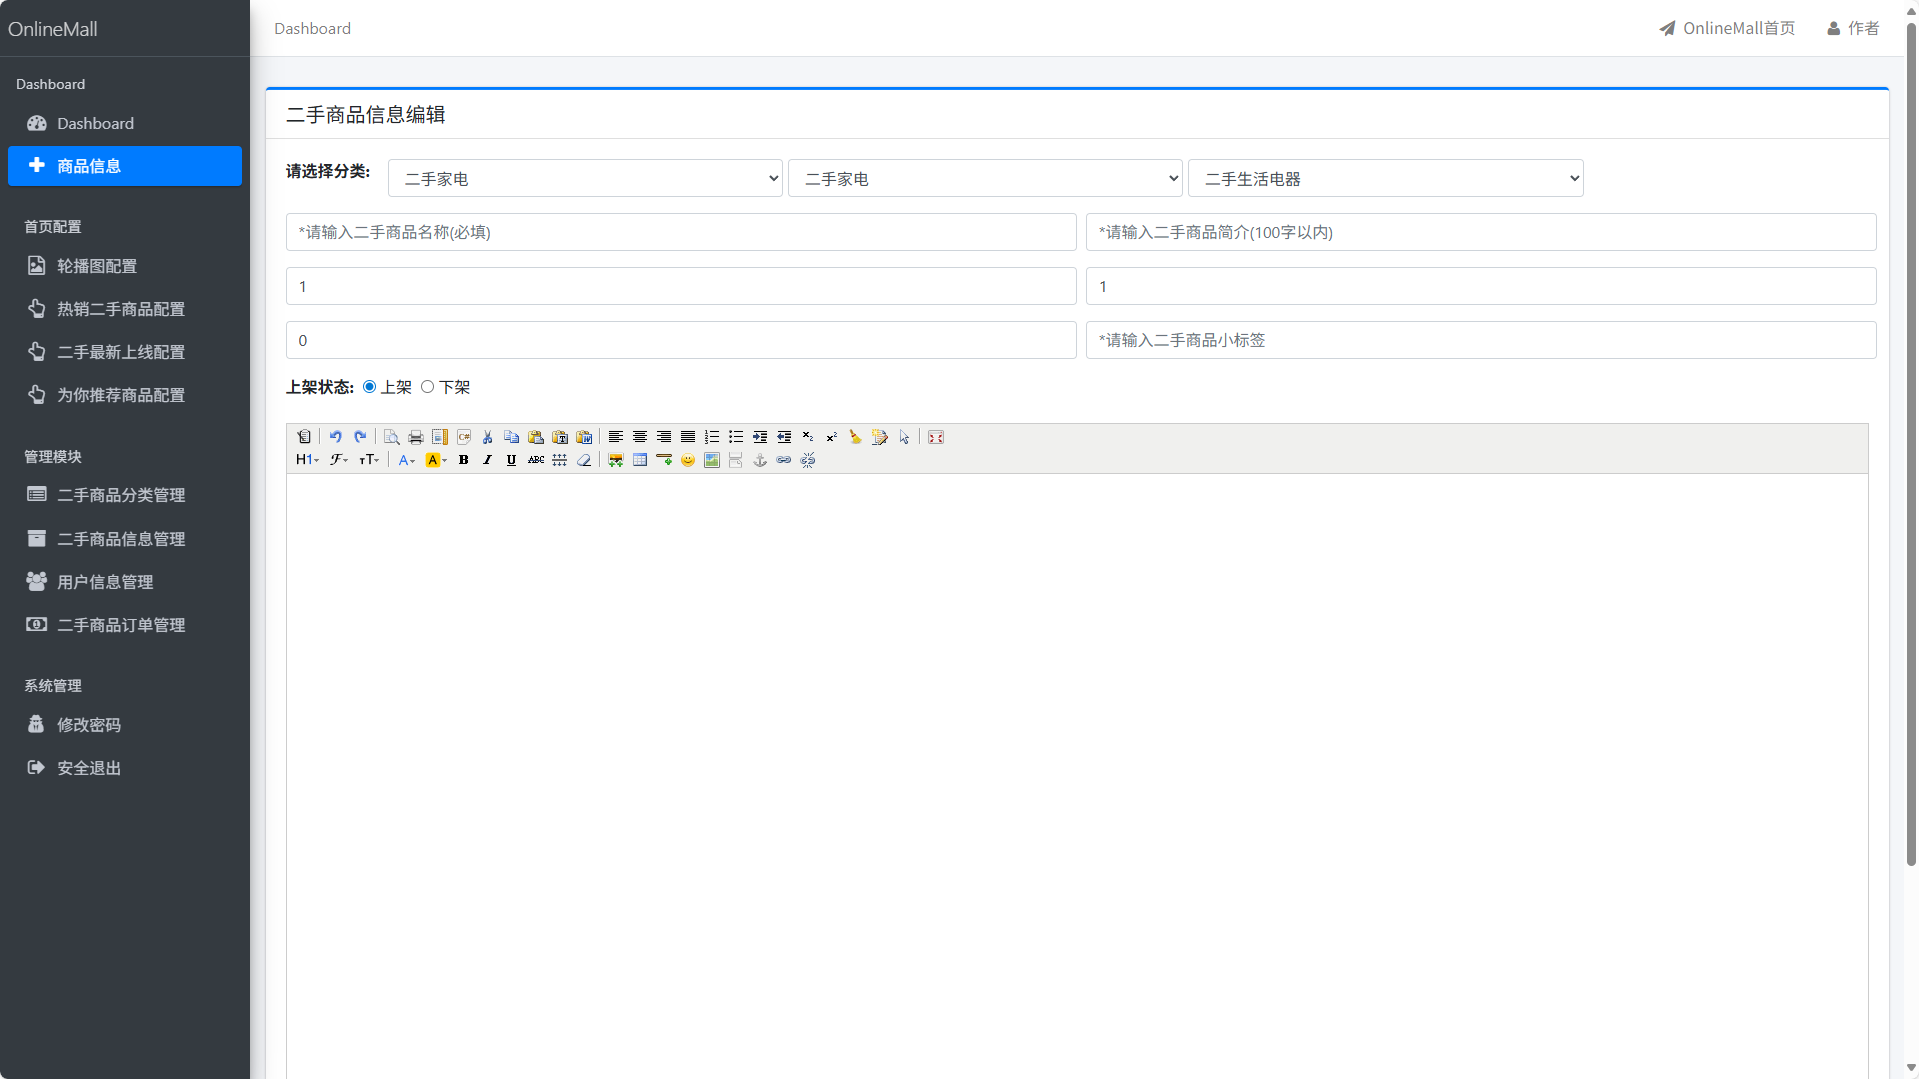 OnlineMall
Dashboard
OnlineMall首页
作者
Dashboard
Dashboard
商品信息
首页配置
轮播图配置
热销二手商品配置
二手最新上线配置
为你推荐商品配置
管理模块
二手商品分类管理
二手商品信息管理
用户信息管理
二手商品订单管理
系统管理
修改密码
安全退出
二手商品信息编辑
请选择分类: 二手家电 二手家电 二手生活电器
*请输入二手商品名称(必填) *请输入二手商品简介(100字以内)
1 1
0 *请输入二手商品小标签
上架状态: 上架 下架